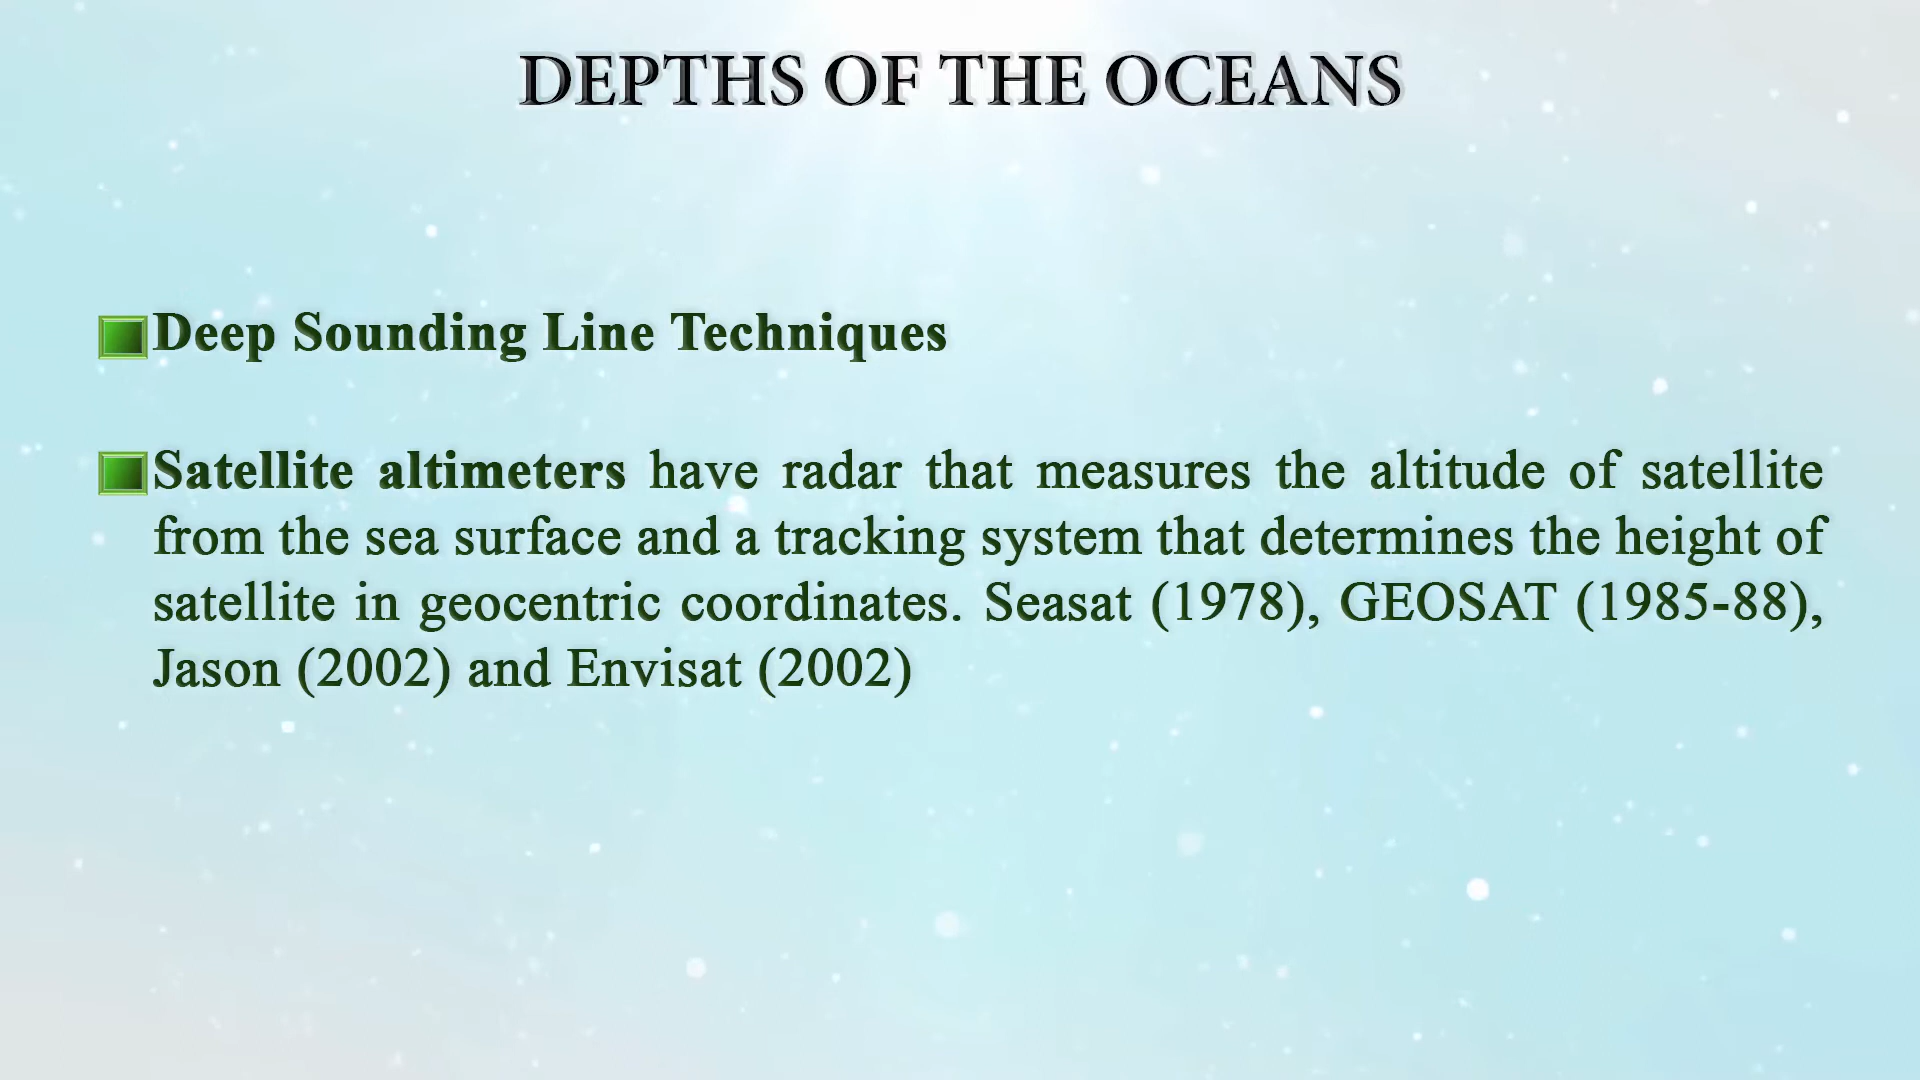 DEPTHS OF THE OCEANS
Deep Sounding Line Techniques
Satellite altimeters have radar that measures the altitude of satellite
from the sea surface and a tracking system that determines the height of
satellite in geocentric coordinates. Seasat (1978), GEOSAT (1985-88),
Jason (2002) and Envisat (2002)